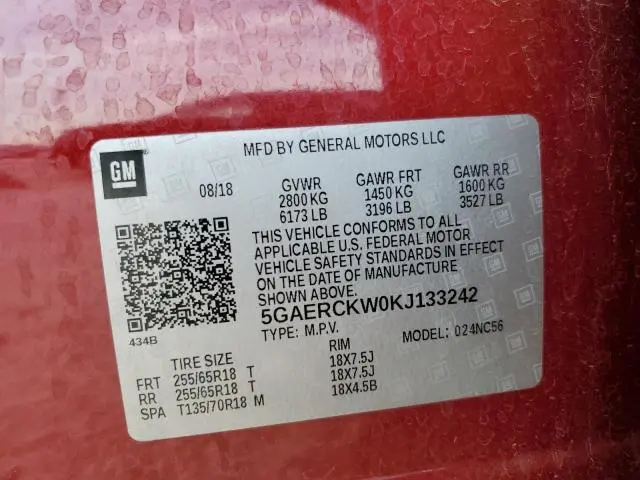 MFD BY GENERAL MOTORS LLC
GM
08/18 GVWR GAWR FRT GAWR RR
2800 KG 1450 KG 1600 KG
6173 LB 3196 LB 3527 LB
THIS VEHICLE CONFORMS TO ALL
APPLICABLE U.S. FEDERAL MOTOR
VEHICLE SAFETY STANDARDS IN EFFECT
ON THE DATE OF MANUFACTURE
SHOWN ABOVE.
5GAERCKW0KJ133242
434B
TYPE: M.P.V. MODEL: 024NC56
TIRE SIZE RIM
FRT 255/65R18 T 18X7.5J
RR 255/65R18 T 18X7.5J
SPA T135/70R18 M 18X4.5B